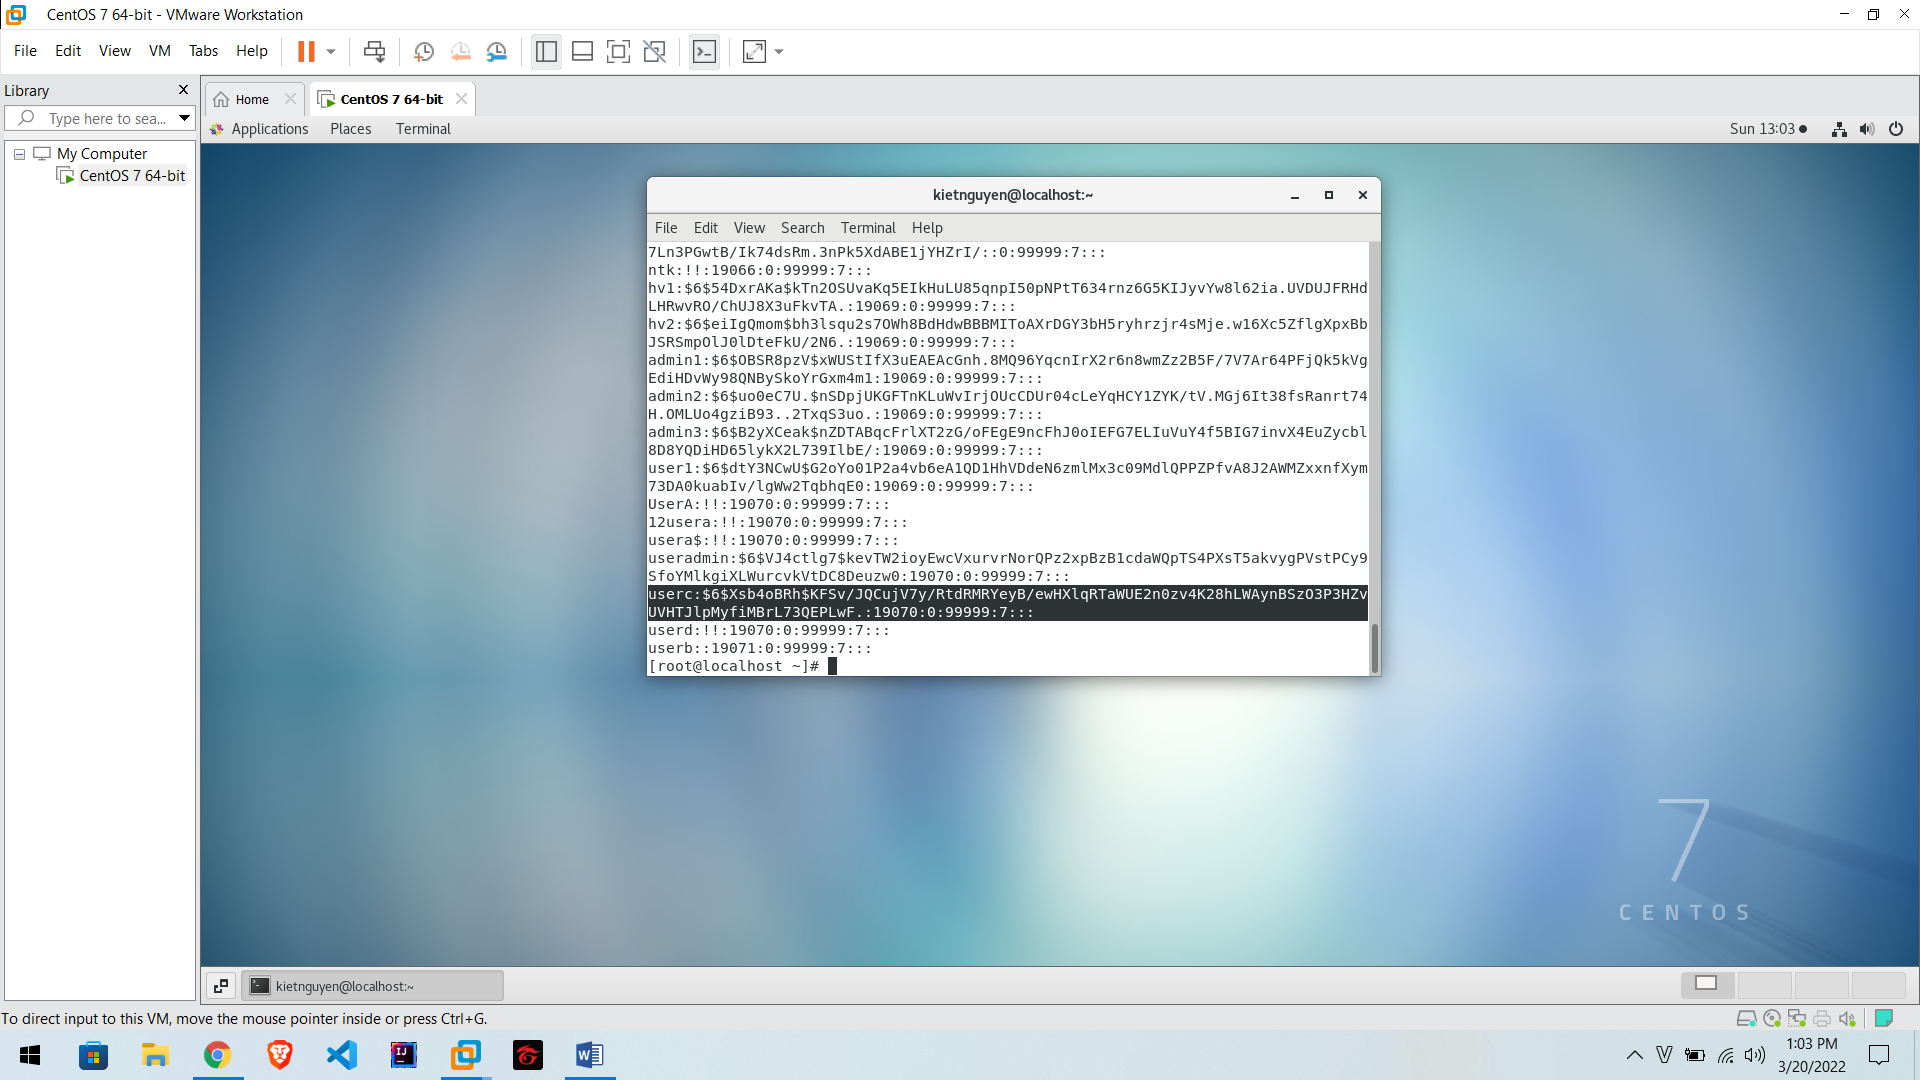 CentOS 7 64-bit - VMware Workstation
File Edit View VM Tabs Help
Library
Type here to sea...
My Computer
CentOS 7 64-bit
Home
CentOS 7 64-bit
Applications Places Terminal
Sun 13:03
kietnguyen@localhost:~
File Edit View Search Terminal Help
7Ln3PGwtB/Ik74dsRm.3nPk5XdABE1jYHZrI/::0:99999:7:::
ntk:!!:19066:0:99999:7:::
hv1:$6$54DxrAKa$kTn2OSUvaKq5EIkHuLU85qnpI50pNPtT634rnz6G5KIJyvYw8l62ia.UVDUJFRHd
LHRwvRO/ChUJ8X3uFkvTA.:19069:0:99999:7:::
hv2:$6$eiIgQmom$bh3lsqu2s7OWh8BdHdwBBBMIToAXrDGY3bH5ryhrzjr4sMje.w16Xc5ZflgXpxBb
JSRSmpOlJ0lDteFkU/2N6.:19069:0:99999:7:::
admin1:$6$OBSR8pzV$xWUStIfX3uEAEAcGnh.8MQ96YqcnIrX2r6n8wmZz2B5F/7V7Ar64PFjQk5kVg
EdiHDvWy98QNBySkoYrGxm4m1:19069:0:99999:7:::
admin2:$6$uo0eC7U.$nSDpjUKGFTnKLuWvIrjOUcCDUr04cLeYqHCY1ZYK/tV.MGj6It38fsRanrt74
H.OMLUo4gziB93..2TxqS3uo.:19069:0:99999:7:::
admin3:$6$B2yXCeak$nZDTABqcFrlXT2zG/oFEgE9ncFhJ0oIEFG7ELIuVuY4f5BIG7invX4EuZycbl
8D8YQDiHD65lykX2L739IlbE/:19069:0:99999:7:::
user1:$6$dtY3NCwU$G2oYo01P2a4vb6eA1QD1HhVDdeN6zmlMx3c09MdlQPPZPfvA8J2AWMZxxnfXym
73DA0kuabIv/lgWw2TqbhqE0:19069:0:99999:7:::
UserA:!!:19070:0:99999:7:::
12usera:!!:19070:0:99999:7:::
usera$:!!:19070:0:99999:7:::
useradmin:$6$VJ4ctlg7$kevTW2ioyEwcVxurvrNorQPz2xpBzB1cdaWQpTS4PXsT5akvygPVstPCy9
SfoYMlkgiXLWurcvkVtDC8Deuzw0:19070:0:99999:7:::
userc:$6$Xsb4oBRh$KFSv/JQCujV7y/RtdRMRYeyB/ewHXlqRTaWUE2n0zv4K28hLWAynBSzO3P3HZv
UVHTJlpMyfiMBrL73QEPLwF.:19070:0:99999:7:::
userd:!!:19070:0:99999:7:::
userb::19071:0:99999:7:::
[root@localhost ~]#
7
CENTOS
kietnguyen@localhost:~
To direct input to this VM, move the mouse pointer inside or press Ctrl+G.
1:03 PM
3/20/2022